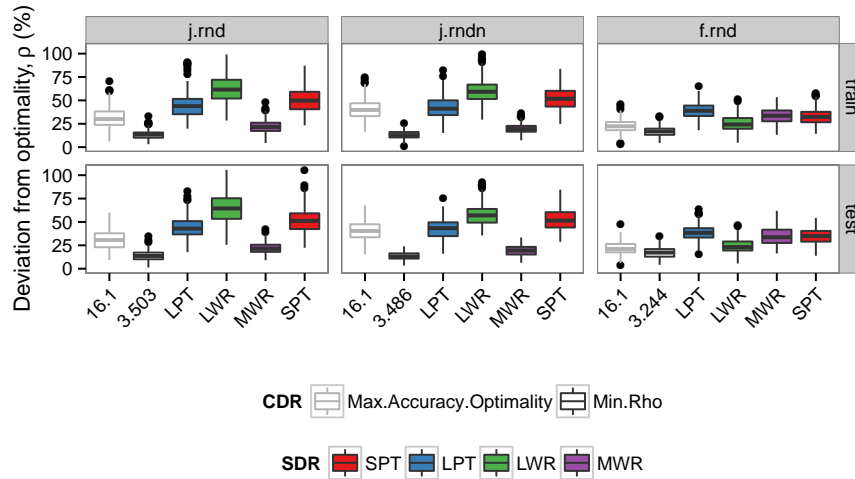 j.rnd j.rndn f.rnd
Deviation from optimality, ρ (%)
100
75
50
25
0
train
100
75
50
25
0
test
16.1 3.503 LPT LWR MWR SPT 16.1 3.486 LPT LWR MWR SPT 16.1 3.244 LPT LWR MWR SPT
CDR Max.Accuracy.Optimality Min.Rho
SDR SPT LPT LWR MWR